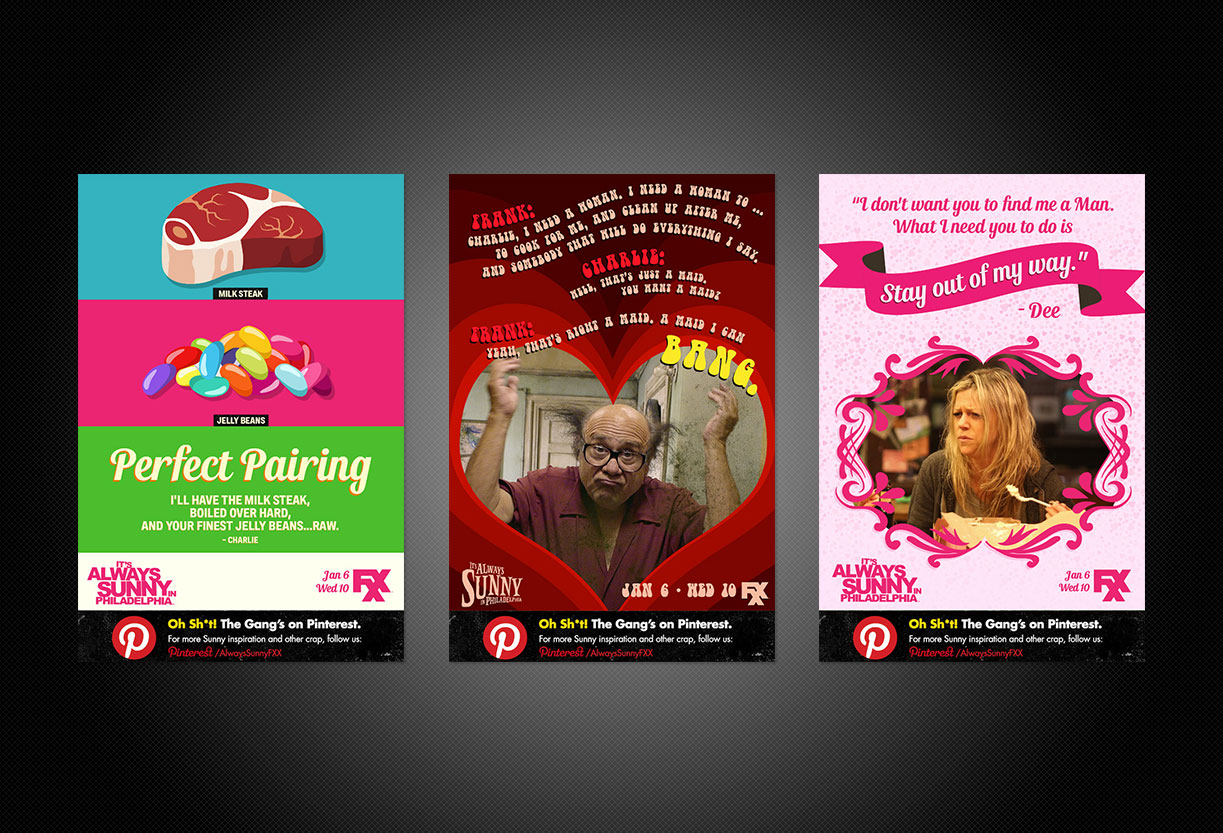 MILK STEAK
JELLY BEANS
Perfect Pairing
I'LL HAVE THE MILK STEAK,
BOILED OVER HARD,
AND YOUR FINEST JELLY BEANS...RAW.
– CHARLIE
IT'S
ALWAYS
SUNNY IN
PHILADELPHIA
Jan 6
Wed 10
FXX
Oh Sh*t! The Gang's on Pinterest.
For more Sunny inspiration and other crap, follow us:
Pinterest /AlwaysSunnyFXX
FRANK:
CHARLIE, I NEED A WOMAN. I NEED A WOMAN TO ...
TO COOK FOR ME, AND CLEAN UP AFTER ME,
AND SOMEBODY THAT WILL DO EVERYTHING I SAY.
CHARLIE:
WELL, THAT'S JUST A MAID.
YOU WANT A MAID?
FRANK:
YEAH, THAT'S RIGHT A MAID. A MAID I CAN
BANG.
IT'S ALWAYS
SUNNY
IN PHILADELPHIA
JAN 6 · WED 10 FXX
Oh Sh*t! The Gang's on Pinterest.
For more Sunny inspiration and other crap, follow us:
Pinterest /AlwaysSunnyFXX
"I don't want you to find me a Man.
What I need you to do is
Stay out of my way."
- Dee
IT'S
ALWAYS
SUNNY IN
PHILADELPHIA
Jan 6
Wed 10
FXX
Oh Sh*t! The Gang's on Pinterest.
For more Sunny inspiration and other crap, follow us:
Pinterest /AlwaysSunnyFXX